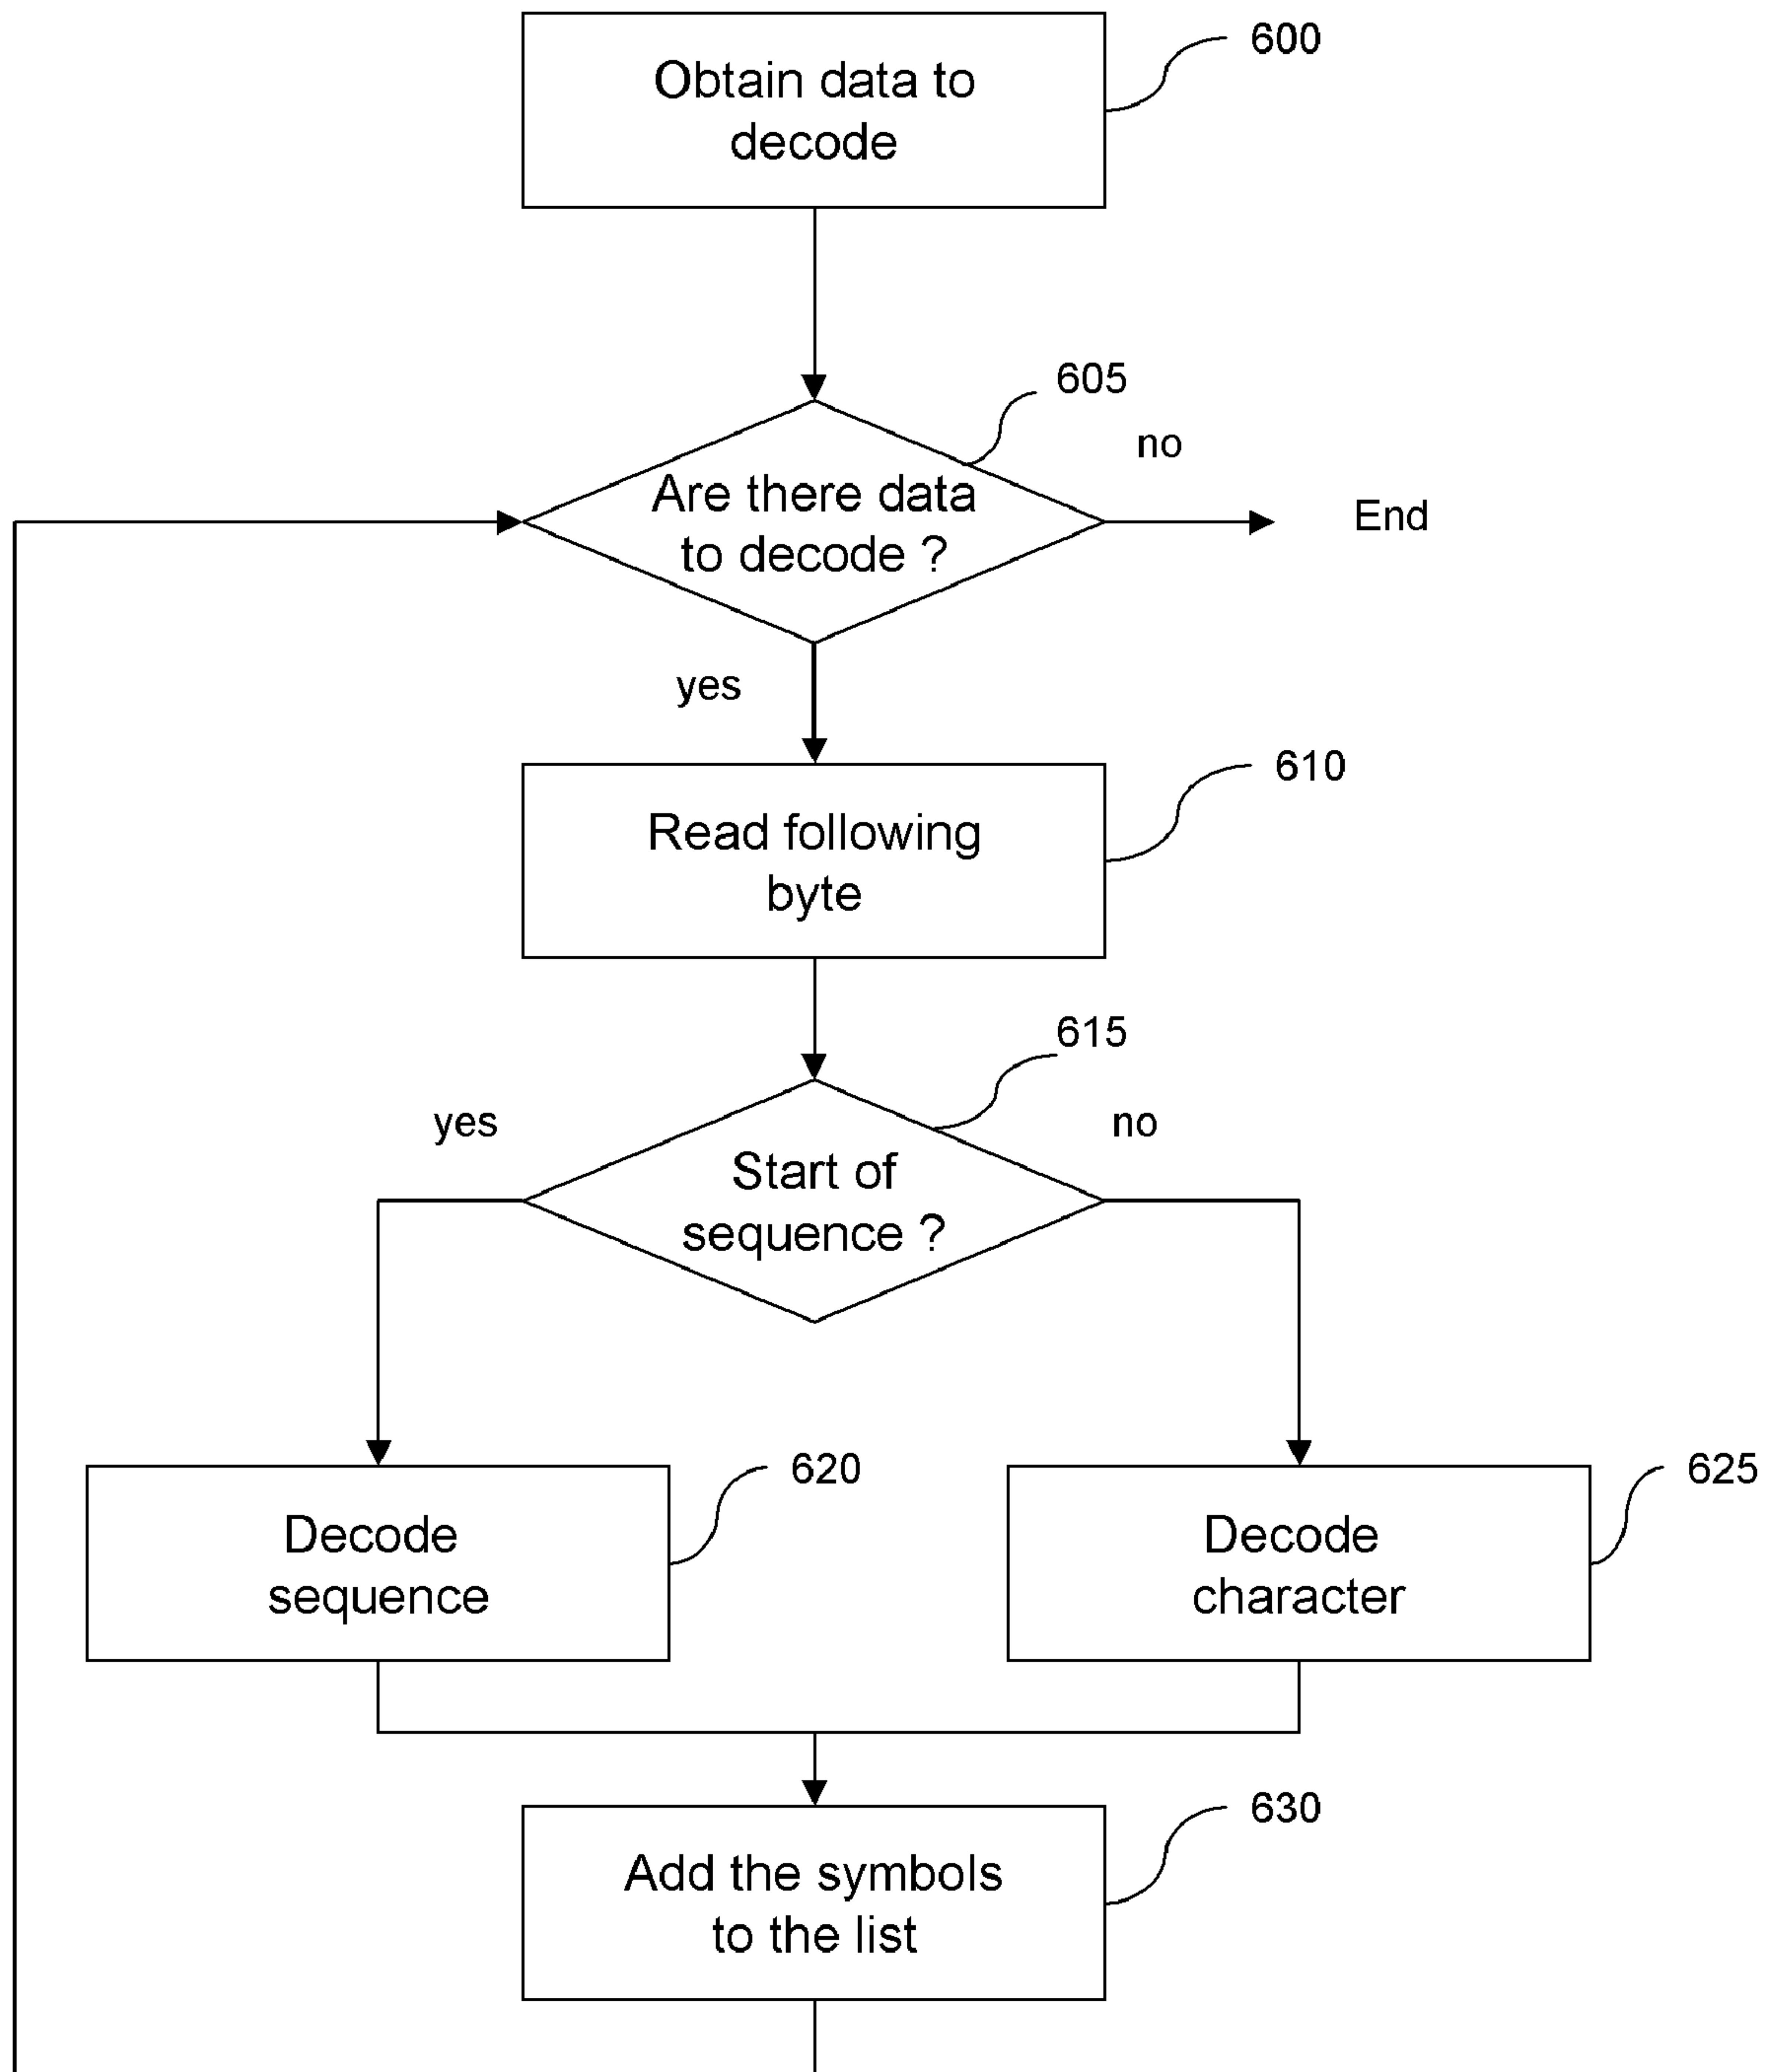 600
Obtain data to
decode
605
no
Are there data
to decode ?
End
yes
610
Read following
byte
615
yes
no
Start of
sequence ?
620
625
Decode
sequence
Decode
character
630
Add the symbols
to the list